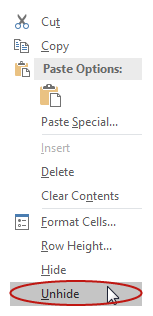 Cut
Copy
Paste Options:
Paste Special...
Insert
Delete
Clear Contents
Format Cells...
Row Height...
Hide
Unhide